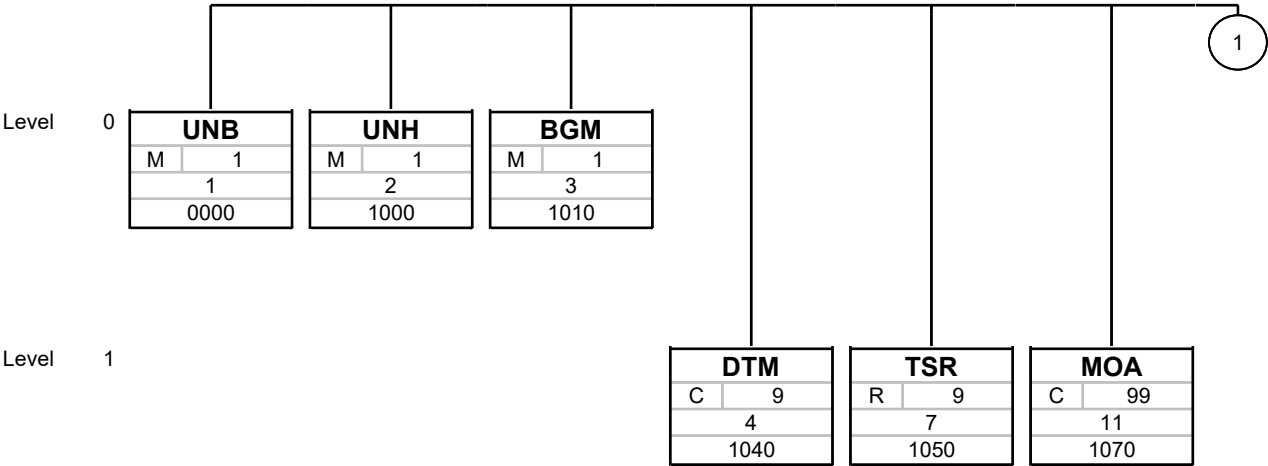 1
Level 0
UNB UNH BGM
M 1 M 1 M 1
1 2 3
0000 1000 1010
Level 1
DTM TSR MOA
C 9 R 9 C 99
4 7 11
1040 1050 1070